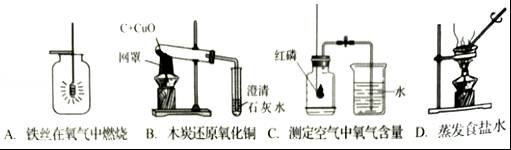 C+CuO
网罩
澄清
石灰水
红磷
水
A. 铁丝在氧气中燃烧 B. 木炭还原氧化铜 C. 测定空气中氧气含量 D. 蒸发食盐水